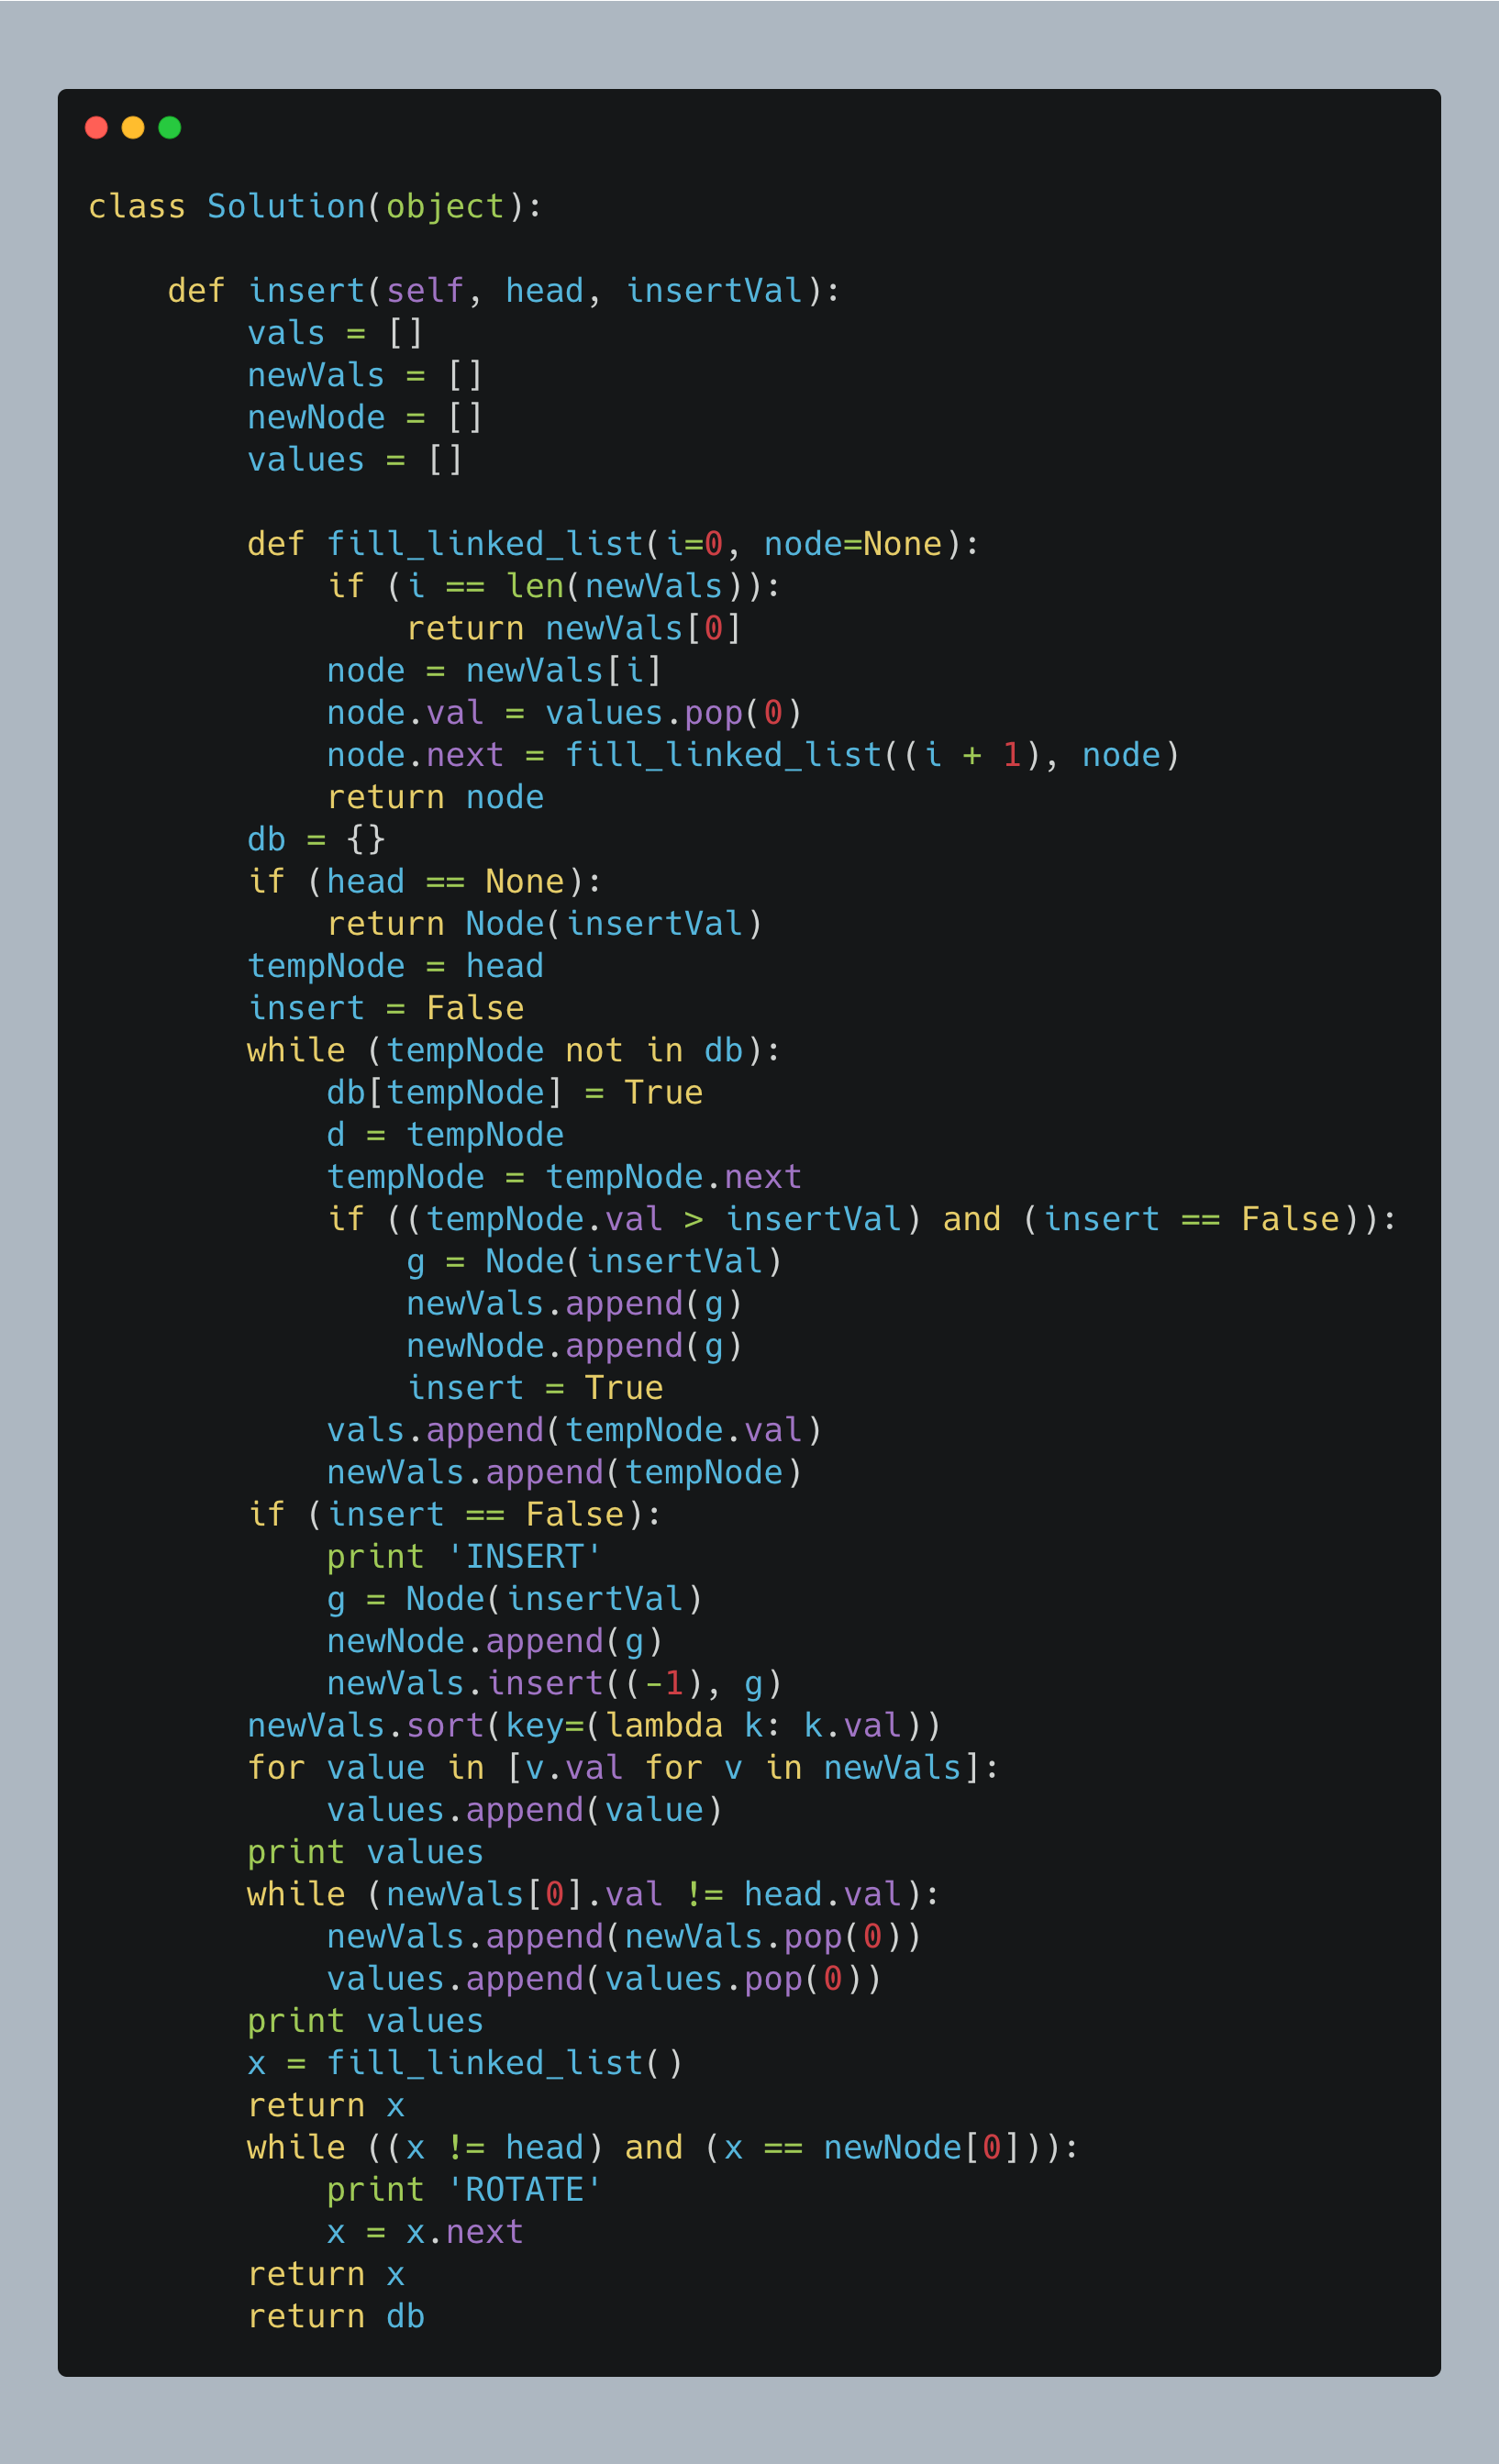 class Solution(object):

    def insert(self, head, insertVal):
        vals = []
        newVals = []
        newNode = []
        values = []

        def fill_linked_list(i=0, node=None):
            if (i == len(newVals)):
                return newVals[0]
            node = newVals[i]
            node.val = values.pop(0)
            node.next = fill_linked_list((i + 1), node)
            return node
        db = {}
        if (head == None):
            return Node(insertVal)
        tempNode = head
        insert = False
        while (tempNode not in db):
            db[tempNode] = True
            d = tempNode
            tempNode = tempNode.next
            if ((tempNode.val > insertVal) and (insert == False)):
                g = Node(insertVal)
                newVals.append(g)
                newNode.append(g)
                insert = True
            vals.append(tempNode.val)
            newVals.append(tempNode)
        if (insert == False):
            print 'INSERT'
            g = Node(insertVal)
            newNode.append(g)
            newVals.insert((-1), g)
        newVals.sort(key=(lambda k: k.val))
        for value in [v.val for v in newVals]:
            values.append(value)
        print values
        while (newVals[0].val != head.val):
            newVals.append(newVals.pop(0))
            values.append(values.pop(0))
        print values
        x = fill_linked_list()
        return x
        while ((x != head) and (x == newNode[0])):
            print 'ROTATE'
            x = x.next
        return x
        return db